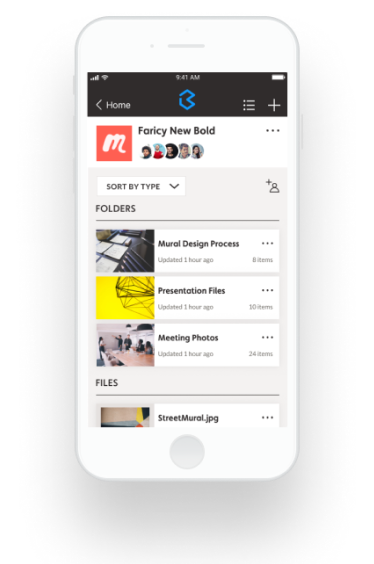 9:41 AM
Home
Faricy New Bold
m
SORT BY TYPE
FOLDERS
Mural Design Process
Updated 1 hour ago 8 items
Presentation Files
Updated 1 hour ago 10 items
Meeting Photos
Updated 1 hour ago 24 items
FILES
StreetMural.jpg